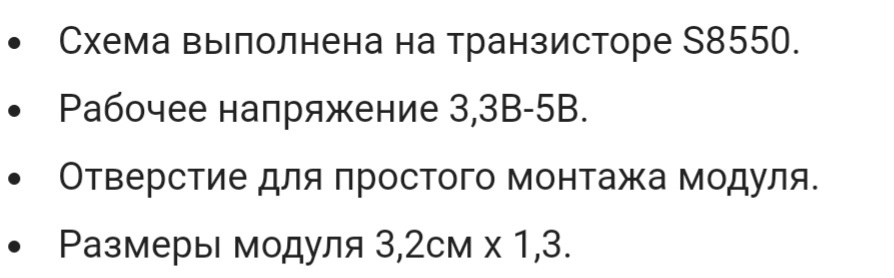 • Схема выполнена на транзисторе S8550.
• Рабочее напряжение 3,3В-5В.
• Отверстие для простого монтажа модуля.
• Размеры модуля 3,2см x 1,3.